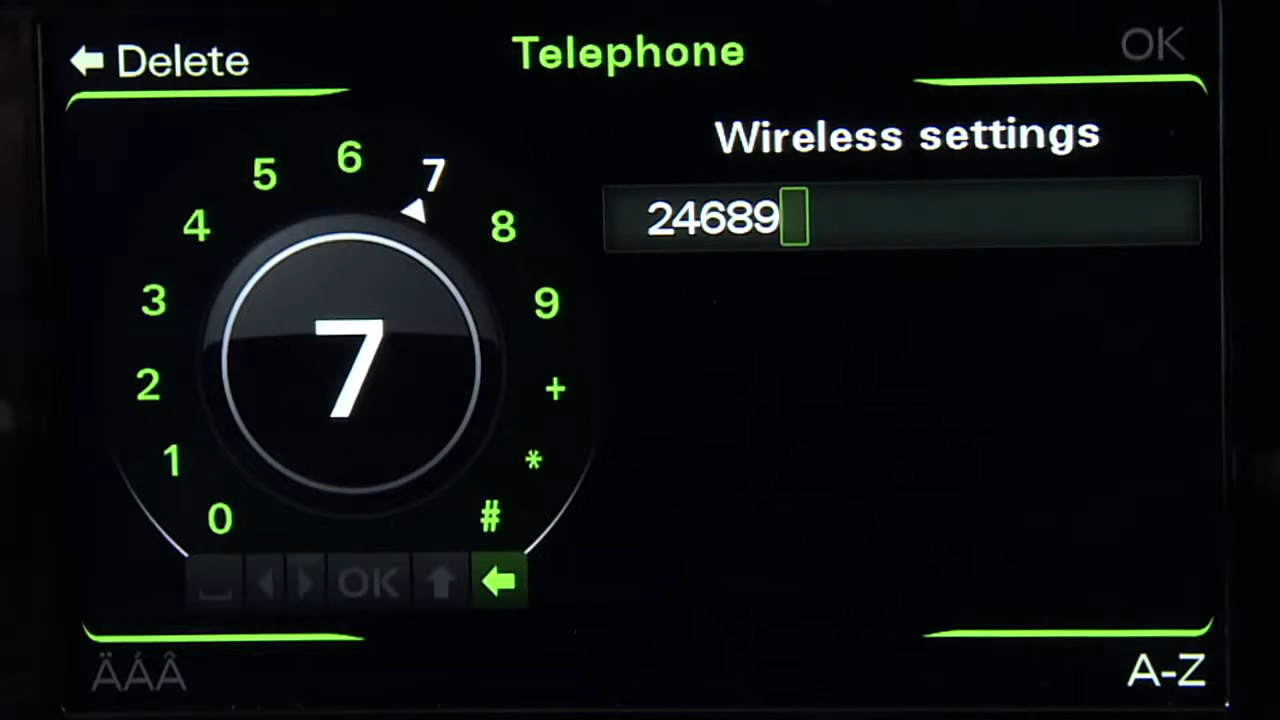 Delete
Telephone
OK
Wireless settings
24689
5 6 7
4 8
3 9
2 +
1 *
0 #
7
OK
ÄÁÂ
A-Z